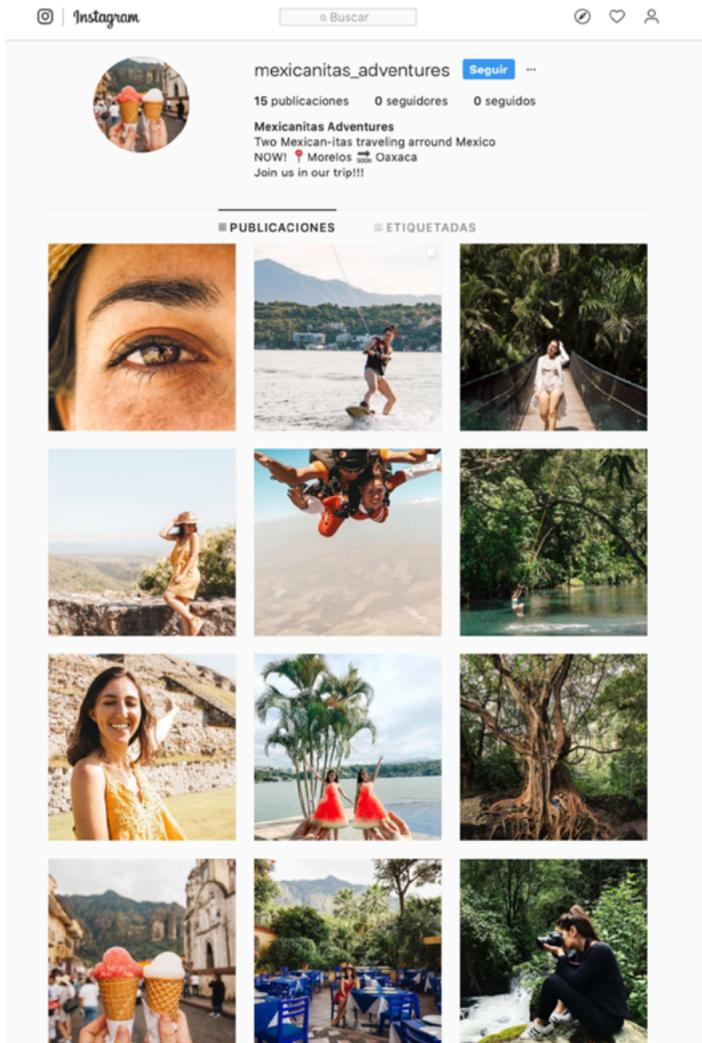 Instagram
Buscar
mexicanitas_adventures Seguir ...
15 publicaciones 0 seguidores 0 seguidos
Mexicanitas Adventures
Two Mexican-itas traveling arround Mexico
NOW! 📍 Morelos 🔜 Oaxaca
Join us in our trip!!!
PUBLICACIONES ETIQUETADAS